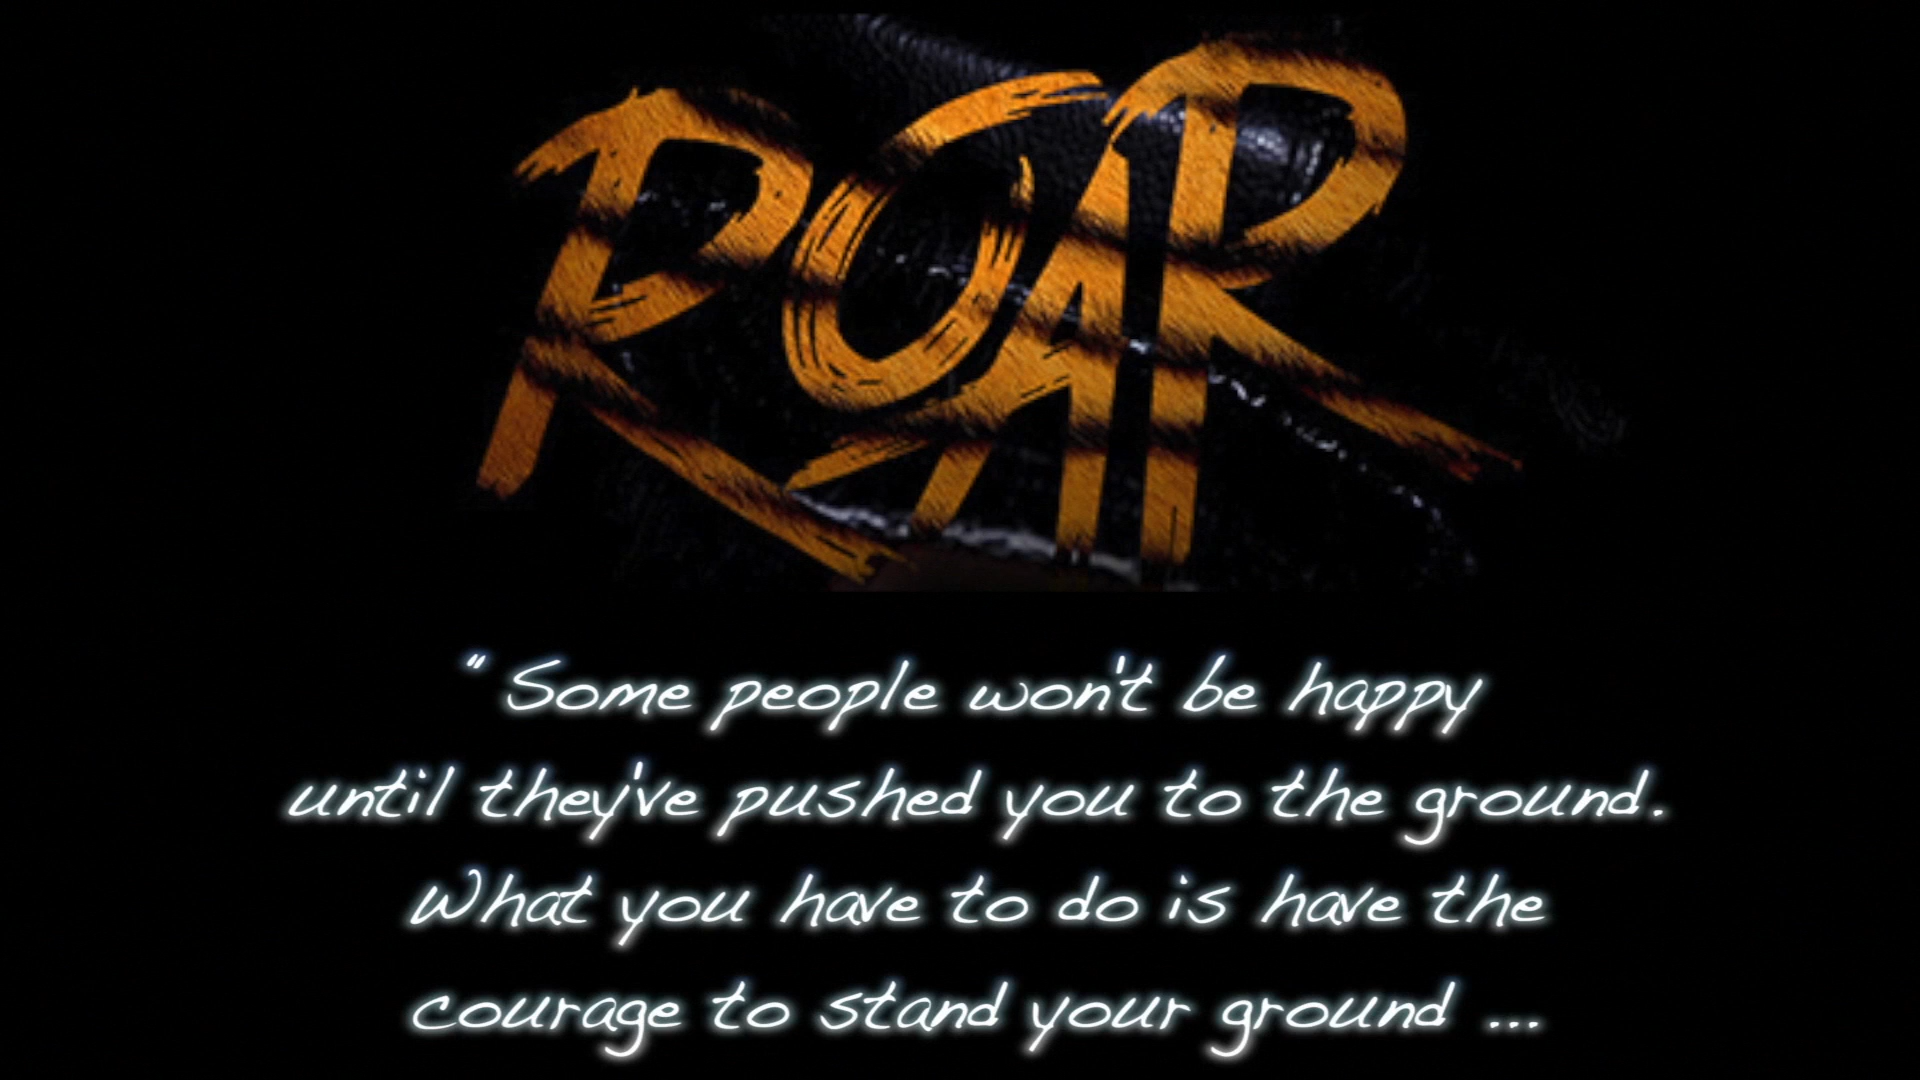 ROAR
" Some people won't be happy
until they've pushed you to the ground.
What you have to do is have the
courage to stand your ground ...